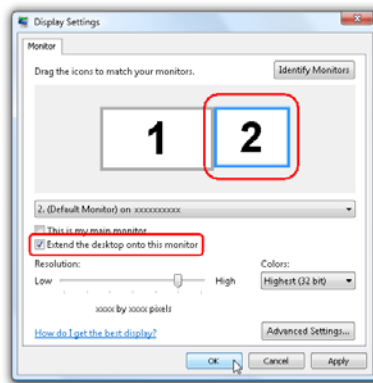 Display Settings
Monitor
Drag the icons to match your monitors.
Identify Monitors
1 2
2. (Default Monitor) on xxxxxxxxxx
This is my main monitor
Extend the desktop onto this monitor
Resolution:
Colors:
Low High
Highest (32 bit)
xxxx by xxxx pixels
How do I get the best display?
Advanced Settings...
OK Cancel Apply